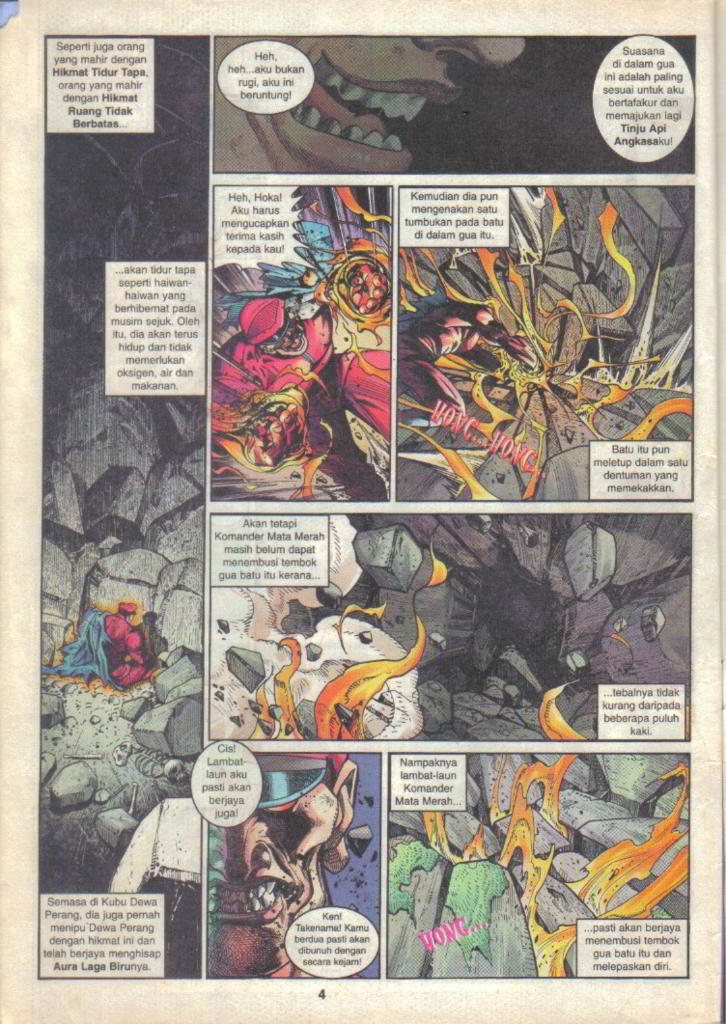 Seperti juga orang
yang mahir dengan
Hikmat Tidur Tapa,
orang yang mahir
dengan Hikmat
Ruang Tidak
Berbatas...
...akan tidur tapa
seperti haiwan-
haiwan yang
berhibernat pada
musim sejuk. Oleh
itu, dia akan terus
hidup dan tidak
memerlukan
oksigen, air dan
makanan.
Semasa di Kubu Dewa
Perang, dia juga pernah
menipu Dewa Perang
dengan hikmat ini dan
telah berjaya menghisap
Aura Laga Birunya.
Heh,
heh...aku bukan
rugi, aku ini
beruntung!
Suasana
di dalam gua
ini adalah paling
sesuai untuk aku
bertafakur dan
memajukan lagi
Tinju Api
Angkasaku!
Heh, Hoka!
Aku harus
mengucapkan
terima kasih
kepada kau!
Kemudian dia pun
mengenakan satu
tumbukan pada batu
di dalam gua itu.
HONG...HONG...
Batu itu pun
meletup dalam satu
dentuman yang
memekakkan.
Akan tetapi
Komander Mata Merah
masih belum dapat
menembusi tembok
gua batu itu kerana...
...tebalnya tidak
kurang daripada
beberapa puluh
kaki.
Cis!
Lambat-
laun aku
pasti akan
berjaya
juga!
Ken!
Takenama! Kamu
berdua pasti akan
dibunuh dengan
secara kejam!
Nampaknya
lambat-laun
Komander
Mata Merah...
HONG...
...pasti akan berjaya
menembusi tembok
gua batu itu dan
melepaskan diri.
4